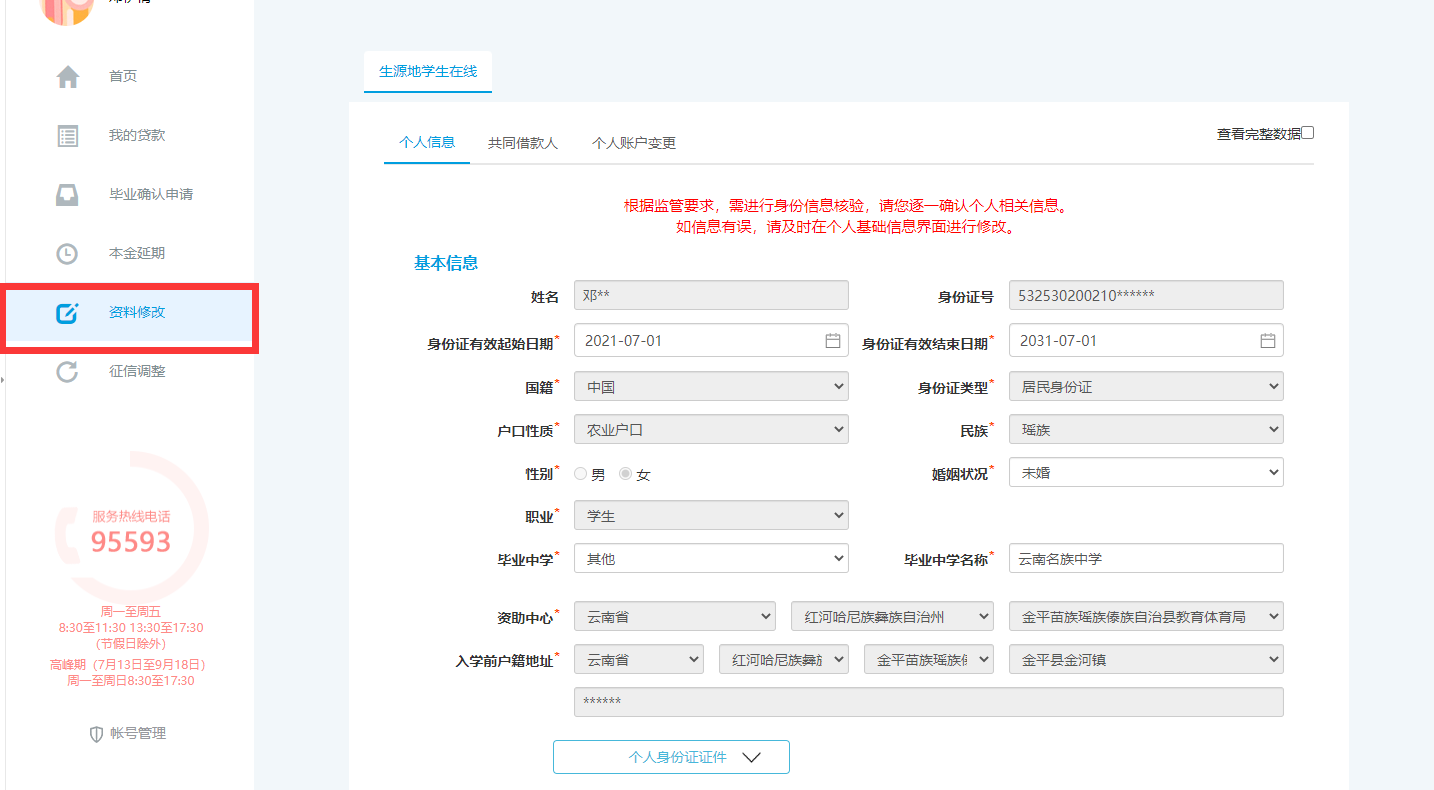 首页
我的贷款
毕业确认申请
本金延期
资料修改
征信调整
服务热线电话
95593
周一至周五
8:30至11:30 13:30至17:30
(节假日除外)
高峰期（7月13日至9月18日）
周一至周日8:30至17:30
帐号管理
生源地学生在线
个人信息 共同借款人 个人账户变更 查看完整数据
根据监管要求，需进行身份信息核验，请您逐一确认个人相关信息。
如信息有误，请及时在个人基础信息界面进行修改。
基本信息
姓名 邓** 身份证号 532530200210******
身份证有效起始日期* 2021-07-01 身份证有效结束日期* 2031-07-01
国籍* 中国 身份证类型* 居民身份证
户口性质* 农业户口 民族* 瑶族
性别* 男 女 婚姻状况* 未婚
职业* 学生
毕业中学* 其他 毕业中学名称* 云南名族中学
资助中心* 云南省 红河哈尼族彝族自治州 金平苗族瑶族傣族自治县教育体育局
入学前户籍地址* 云南省 红河哈尼族彝族 金平苗族瑶族傣 金平县金河镇
******
个人身份证证件